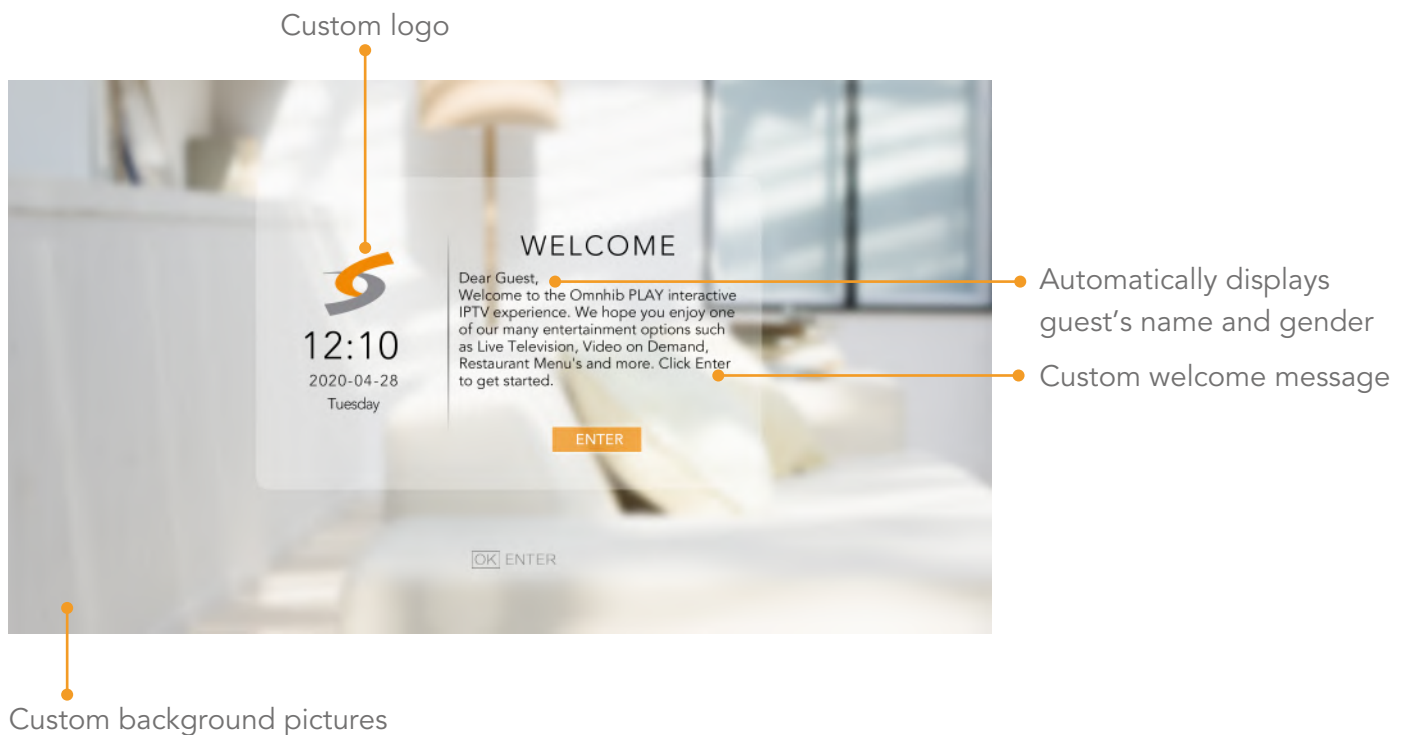 Custom logo
WELCOME
Dear Guest,
Welcome to the Omnhib PLAY interactive
IPTV experience. We hope you enjoy one
of our many entertainment options such
as Live Television, Video on Demand,
Restaurant Menu's and more. Click Enter
to get started.
12:10
2020-04-28
Tuesday
ENTER
OK ENTER
Automatically displays
guest’s name and gender
Custom welcome message
Custom background pictures